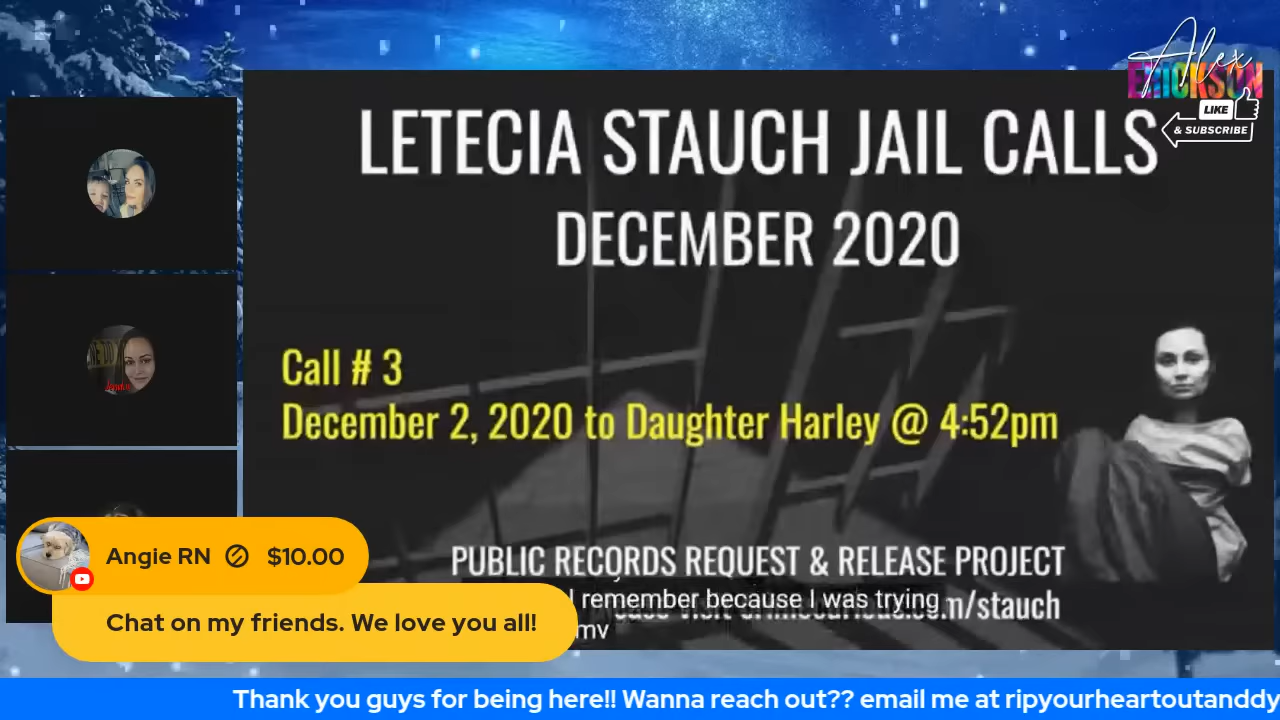 Alex
ERICKSON
LIKE
& SUBSCRIBE
LETECIA STAUCH JAIL CALLS
DECEMBER 2020
Call # 3
December 2, 2020 to Daughter Harley @ 4:52pm
PUBLIC RECORDS REQUEST & RELEASE PROJECT
I remember because I was trying
m/stauch
my
Angie RN $10.00
Chat on my friends. We love you all!
Thank you guys for being here!! Wanna reach out?? email me at ripyourheartoutanddy